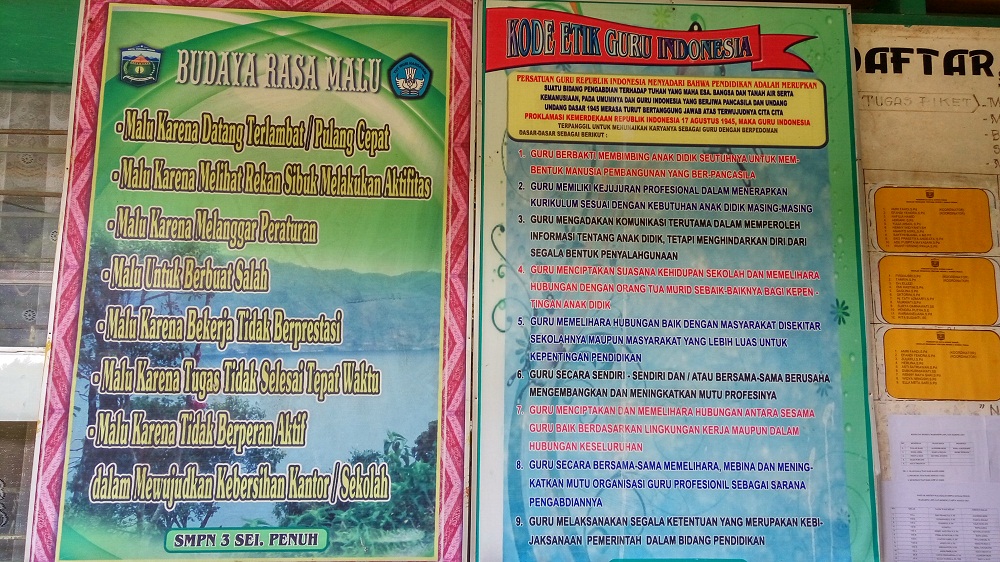 BUDAYA RASA MALU
- Malu Karena Datang Terlambat / Pulang Cepat
- Malu Karena Melihat Rekan Sibuk Melakukan Aktifitas
- Malu Karena Melanggar Peraturan
- Malu Untuk Berbuat Salah
- Malu Karena Bekerja Tidak Berprestasi
- Malu Karena Tugas Tidak Selesai Tepat Waktu
- Malu Karena Tidak Berperan Aktif
dalam Mewujudkan Kebersihan Kantor / Sekolah
SMPN 3 SEI. PENUH
KODE ETIK GURU INDONESIA
PERSATUAN GURU REPUBLIK INDONESIA MENYADARI BAHWA PENDIDIKAN ADALAH MERUPKAN
SUATU BIDANG PENGABDIAN TERHADAP TUHAN YANG MAHA ESA. BANGSA DAN TANAH AIR SERTA
KEMANUSIAAN, PADA UMIMNYA DAN GURU INDONESIA YANG BERJIWA PANCASILA DAN UNDANG
UNDANG DASAR 1945 MERASA TURUT BERTANGGUNG JAWAB ATAS TERWUJUDNYA CITA CITA
PROKLAMASI KEMERDEKAAN REPUBLIK INDONESIA 17 AGUSTUS 1945, MAKA GURU INDONESIA
TERPANGGIL UNTUK MENUNAIKAN KARYANYA SEBAGAI GURU DENGAN BERPEDOMAN
DASAR-DASAR SEBAGAI BERIKUT :
1. GURU BERBAKTI MEMBIMBING ANAK DIDIK SEUTUHNYA UNTUK MEM-
BENTUK MANUSIA PEMBANGUNAN YANG BER-PANCASILA
2. GURU MEMILIKI KEJUJURAN PROFESIONAL DALAM MENERAPKAN
KURIKULUM SESUAI DENGAN KEBUTUHAN ANAK DIDIK MASING-MASING
3. GURU MENGADAKAN KOMUNIKASI TERUTAMA DALAM MEMPEROLEH
INFORMASI TENTANG ANAK DIDIK, TETAPI MENGHINDARKAN DIRI DARI
SEGALA BENTUK PENYALAHGUNAAN
4. GURU MENCIPTAKAN SUASANA KEHIDUPAN SEKOLAH DAN MEMELIHARA
HUBUNGAN DENGAN ORANG TUA MURID SEBAIK-BAIKNYA BAGI KEPEN -
TINGAN ANAK DIDIK
5. GURU MEMELIHARA HUBUNGAN BAIK DENGAN MASYARAKAT DISEKITAR
SEKOLAHNYA MAUPUN MASYARAKAT YANG LEBIH LUAS UNTUK
KEPENTINGAN PENDIDIKAN
6. GURU SECARA SENDIRI - SENDIRI DAN / ATAU BERSAMA-SAMA BERUSAHA
MENGEMBANGKAN DAN MENINGKATKAN MUTU PROFESINYA
7. GURU MENCIPTAKAN DAN MEMELIHARA HUBUNGAN ANTARA SESAMA
GURU BAIK BERDASARKAN LINGKUNGAN KERJA MAUPUN DALAM
HUBUNGAN KESELURUHAN
8. GURU SECARA BERSAMA-SAMA MEMELIHARA, MEBINA DAN MENING-
KATKAN MUTU ORGANISASI GURU PROFESIONIL SEBAGAI SARANA
PENGABDIANNYA
9. GURU MELAKSANAKAN SEGALA KETENTUAN YANG MERUPAKAN KEBI-
JAKSANAAN PEMERINTAH DALAM BIDANG PENDIDIKAN
DAFTAR
TUGAS PIKET)